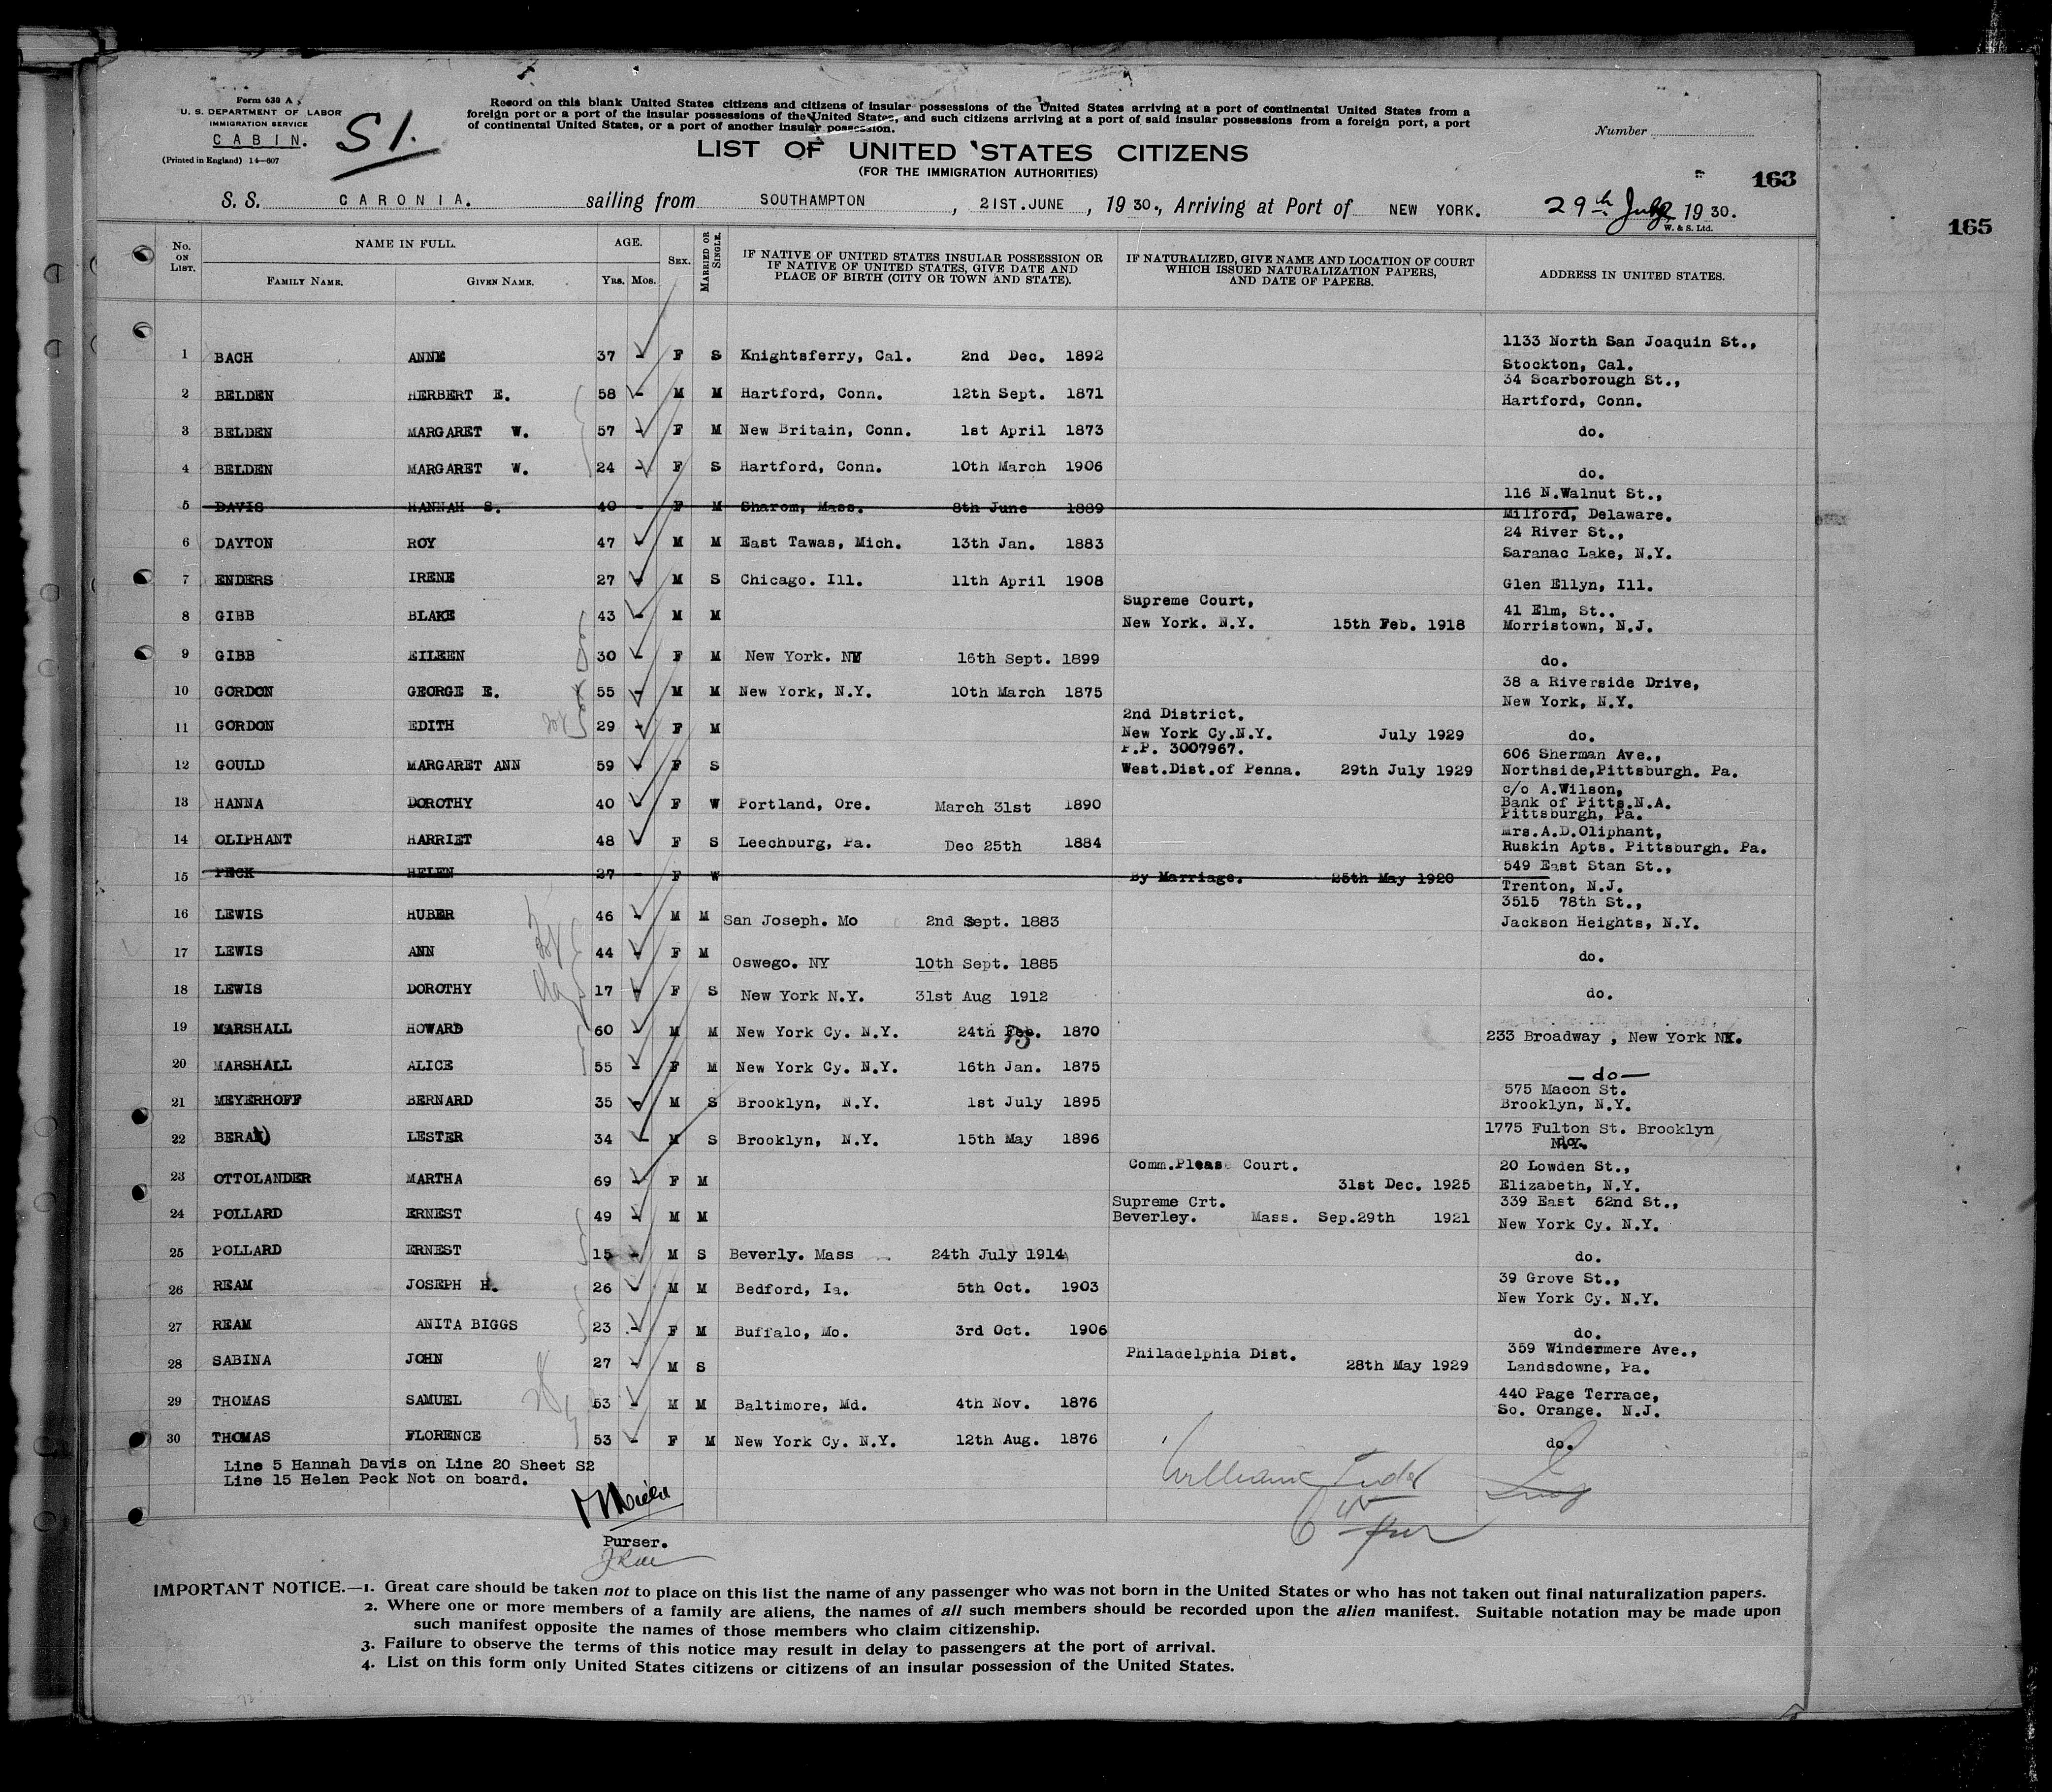 Form 630 A
U. S. DEPARTMENT OF LABOR
IMMIGRATION SERVICE
CABIN.
(Printed in England) 14—607
S1.
Record on this blank United States citizens and citizens of insular possessions of the United States arriving at a port of continental United States from a
foreign port or a port of the insular possessions of the United States, and such citizens arriving at a port of said insular possessions from a foreign port, a port
of continental United States, or a port of another insular possession.
Number
LIST OF UNITED STATES CITIZENS
(FOR THE IMMIGRATION AUTHORITIES)
163
165
S. S. CARONIA. sailing from SOUTHAMPTON, 21ST.JUNE, 1930., Arriving at Port of NEW YORK. 29th 1930.
W. & S. Ltd.
No. ON LIST. NAME IN FULL. FAMILY NAME. GIVEN NAME. AGE. YRS. MOS. SEX. MARRIED OR SINGLE. IF NATIVE OF UNITED STATES INSULAR POSSESSION OR IF NATIVE OF UNITED STATES, GIVE DATE AND PLACE OF BIRTH (CITY OR TOWN AND STATE). IF NATURALIZED, GIVE NAME AND LOCATION OF COURT WHICH ISSUED NATURALIZATION PAPERS, AND DATE OF PAPERS. ADDRESS IN UNITED STATES.
1 BACH ANNE 37 - F S Knightsferry, Cal. 2nd Dec. 1892 1133 North San Joaquin St., Stockton, Cal.
2 BELDEN HERBERT E. 58 - M M Hartford, Conn. 12th Sept. 1871 34 Scarborough St., Hartford, Conn.
3 BELDEN MARGARET W. 57 - F M New Britain, Conn. 1st April 1873 do.
4 BELDEN MARGARET W. 24 - F S Hartford, Conn. 10th March 1906 do.
5 DAVIS HANNAH S. 40 - F M Sharom, Mass. 8th June 1889 116 N.Walnut St., Milford, Delaware.
6 DAYTON ROY 47 - M M East Tawas, Mich. 13th Jan. 1883 24 River St., Saranac Lake, N.Y.
7 ENDERS IRENE 27 - M S Chicago. Ill. 11th April 1908 Glen Ellyn, Ill.
8 GIBB BLAKE 43 - M M Supreme Court, New York. N.Y. 15th Feb. 1918 41 Elm, St.. Morristown, N.J.
9 GIBB EILEEN 30 - F M New York. NY 16th Sept. 1899 do.
10 GORDON GEORGE E. 55 - M M New York, N.Y. 10th March 1875 38 a Riverside Drive, New York, N.Y.
11 GORDON EDITH 29 - F M 2nd District. New York Cy.N.Y. July 1929 do.
12 GOULD MARGARET ANN 59 - F S P.P. 3007967. West.Dist.of Penna. 29th July 1929 606 Sherman Ave., Northside,Pittsburgh. Pa.
13 HANNA DOROTHY 40 - F W Portland, Ore. March 31st 1890 c/o A.Wilson, Bank of Pitts.N.A. Pittsburgh, Pa.
14 OLIPHANT HARRIET 48 - F S Leechburg, Pa. Dec 25th 1884 Mrs.A.D.Oliphant, Ruskin Apts. Pittsburgh. Pa.
15 PECK HELEN 27 F W By Marriage. 25th May 1920 549 East Stan St., Trenton, N.J.
16 LEWIS HUBER 46 - M M San Joseph. Mo 2nd Sept. 1883 3515 78th St., Jackson Heights, N.Y.
17 LEWIS ANN 44 - F M Oswego. NY 10th Sept. 1885 do.
18 LEWIS DOROTHY 17 - F S New York N.Y. 31st Aug 1912 do.
19 MARSHALL HOWARD 60 - M M New York Cy. N.Y. 24th Feb. 1870 233 Broadway , New York NY.
20 MARSHALL ALICE 55 - F M New York Cy. N.Y. 16th Jan. 1875 — do —
21 MEYERHOFF BERNARD 35 - M S Brooklyn, N.Y. 1st July 1895 575 Macon St. Brooklyn, N.Y.
22 LESTER 34 - M S Brooklyn, N.Y. 15th May 1896 1775 Fulton St. Brooklyn N.Y.
23 OTTOLANDER MARTHA 69 - F M Comm.Please Court. 31st Dec. 1925 20 Lowden St., Elizabeth, N.Y.
24 POLLARD ERNEST 49 - M M Supreme Crt. Beverley. Mass. Sep.29th 1921 339 East 62nd St., New York Cy. N.Y.
25 POLLARD ERNEST 15 - M S Beverly. Mass 24th July 1914 do.
26 REAM JOSEPH H. 26 - M M Bedford, Ia. 5th Oct. 1903 39 Grove St., New York Cy. N.Y.
27 REAM ANITA BIGGS 23 - F M Buffalo, Mo. 3rd Oct. 1906 do.
28 SABINA JOHN 27 - M S Philadelphia Dist. 28th May 1929 359 Windermere Ave., Landsdowne, Pa.
29 THOMAS SAMUEL 53 - M M Baltimore, Md. 4th Nov. 1876 440 Page Terrace, So. Orange. N.J.
30 THOMAS FLORENCE 53 - F M New York Cy. N.Y. 12th Aug. 1876 do.
Line 5 Hannah Davis on Line 20 Sheet S2
Line 15 Helen Peck Not on board.
Purser.
IMPORTANT NOTICE.—1. Great care should be taken not to place on this list the name of any passenger who was not born in the United States or who has not taken out final naturalization papers.
2. Where one or more members of a family are aliens, the names of all such members should be recorded upon the alien manifest. Suitable notation may be made upon
such manifest opposite the names of those members who claim citizenship.
3. Failure to observe the terms of this notice may result in delay to passengers at the port of arrival.
4. List on this form only United States citizens or citizens of an insular possession of the United States.